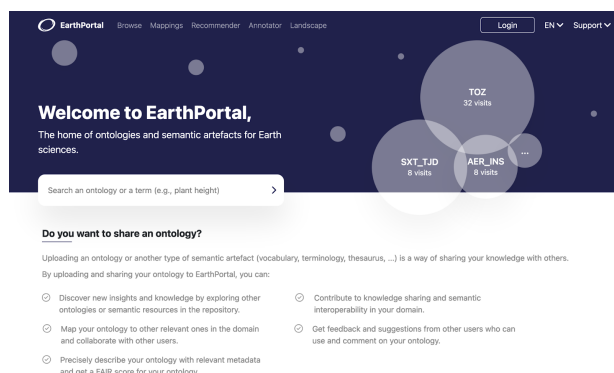 EarthPortal Browse Mappings Recommender Annotator Landscape Login EN Support
TOZ
32 visits
Welcome to EarthPortal,
The home of ontologies and semantic artefacts for Earth
sciences.
...
SXT_TJD
8 visits
AER_INS
8 visits
Search an ontology or a term (e.g., plant height)
Do you want to share an ontology?
Uploading an ontology or another type of semantic artefact (vocabulary, terminology, thesaurus, ...) is a way of sharing your knowledge with others.
By uploading and sharing your ontology to EarthPortal, you can:
Discover new insights and knowledge by exploring other
ontologies or semantic resources in the repository.
Map your ontology to other relevant ones in the domain
and collaborate with other users.
Precisely describe your ontology with relevant metadata
and get a FAIR score for your ontology.
Contribute to knowledge sharing and semantic
interoperability in your domain.
Get feedback and suggestions from other users who can
use and comment on your ontology.